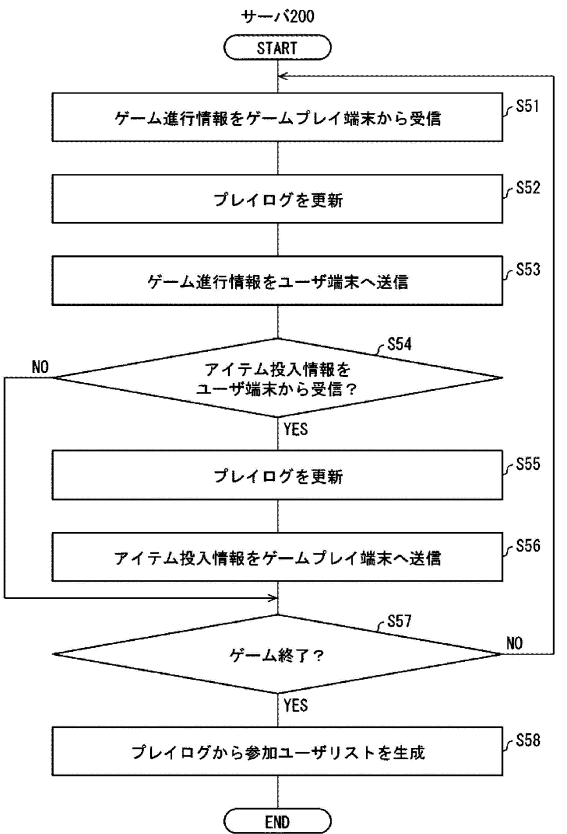 サーバ200
START
ゲーム進行情報をゲームプレイ端末から受信
S51
プレイログを更新
S52
ゲーム進行情報をユーザ端末へ送信
S53
アイテム投入情報を
ユーザ端末から受信？
S54
NO
YES
プレイログを更新
S55
アイテム投入情報をゲームプレイ端末へ送信
S56
ゲーム終了？
S57
NO
YES
プレイログから参加ユーザリストを生成
S58
END